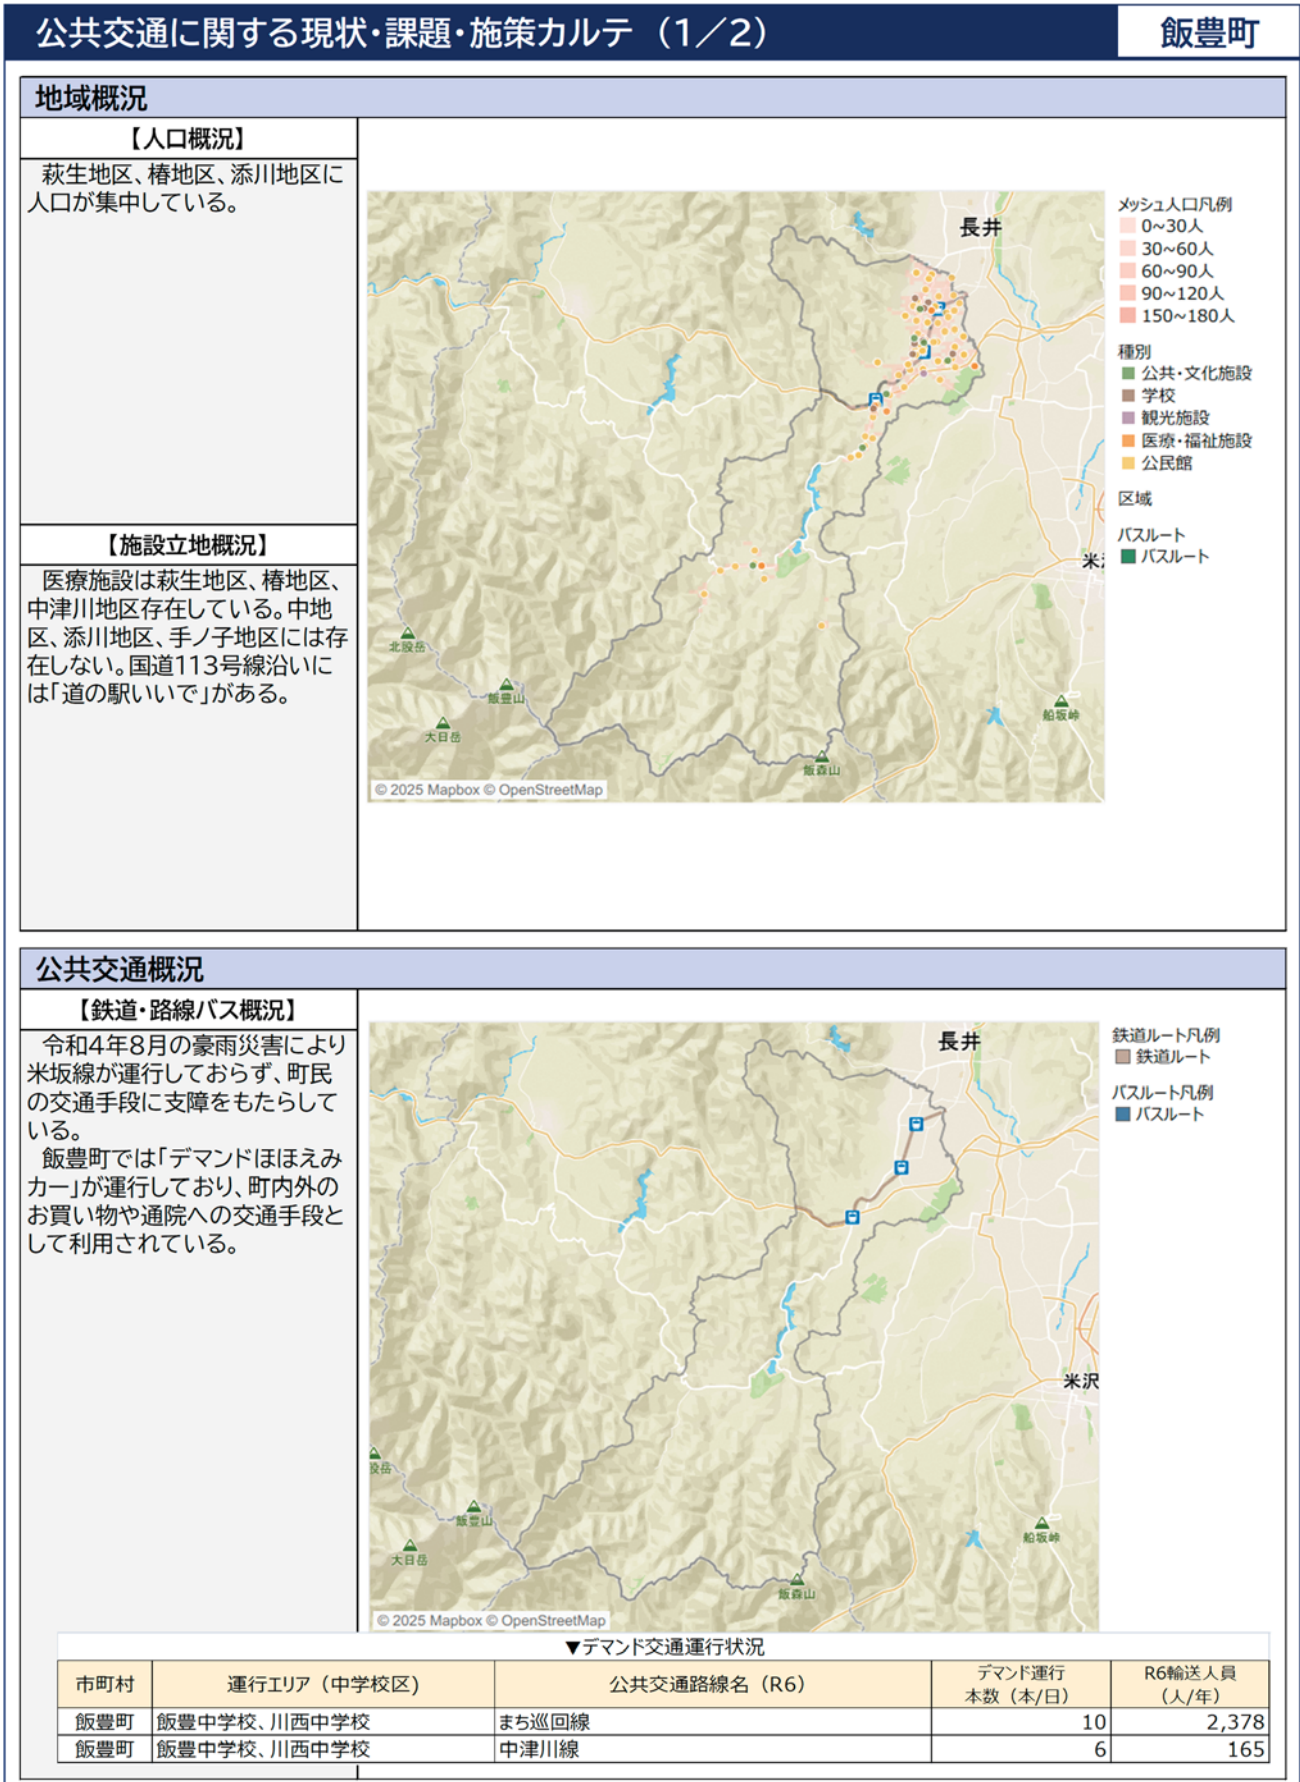 公共交通に関する現状・課題・施策カルテ（1／2）
飯豊町
地域概況
【人口概況】
萩生地区、椿地区、添川地区に
人口が集中している。
【施設立地概況】
医療施設は萩生地区、椿地区、
中津川地区存在している。中地
区、添川地区、手ノ子地区には存
在しない。国道113号線沿いに
は「道の駅いいで」がある。
長井
米
北股岳
飯豊山
大日岳
飯森山
船坂峠
© 2025 Mapbox © OpenStreetMap
メッシュ人口凡例
0~30人
30~60人
60~90人
90~120人
150~180人
種別
公共・文化施設
学校
観光施設
医療・福祉施設
公民館
区域
バスルート
バスルート
公共交通概況
【鉄道・路線バス概況】
令和4年8月の豪雨災害により
米坂線が運行しておらず、町民
の交通手段に支障をもたらして
いる。
飯豊町では「デマンドほほえみ
カー」が運行しており、町内外の
お買い物や通院への交通手段と
して利用されている。
長井
米沢
股岳
飯豊山
大日岳
飯森山
船坂峠
© 2025 Mapbox © OpenStreetMap
鉄道ルート凡例
鉄道ルート
バスルート凡例
バスルート
▼デマンド交通運行状況
市町村 運行エリア（中学校区） 公共交通路線名（R6） デマンド運行本数（本/日） R6輸送人員（人/年）
飯豊町 飯豊中学校、川西中学校 まち巡回線 10 2,378
飯豊町 飯豊中学校、川西中学校 中津川線 6 165